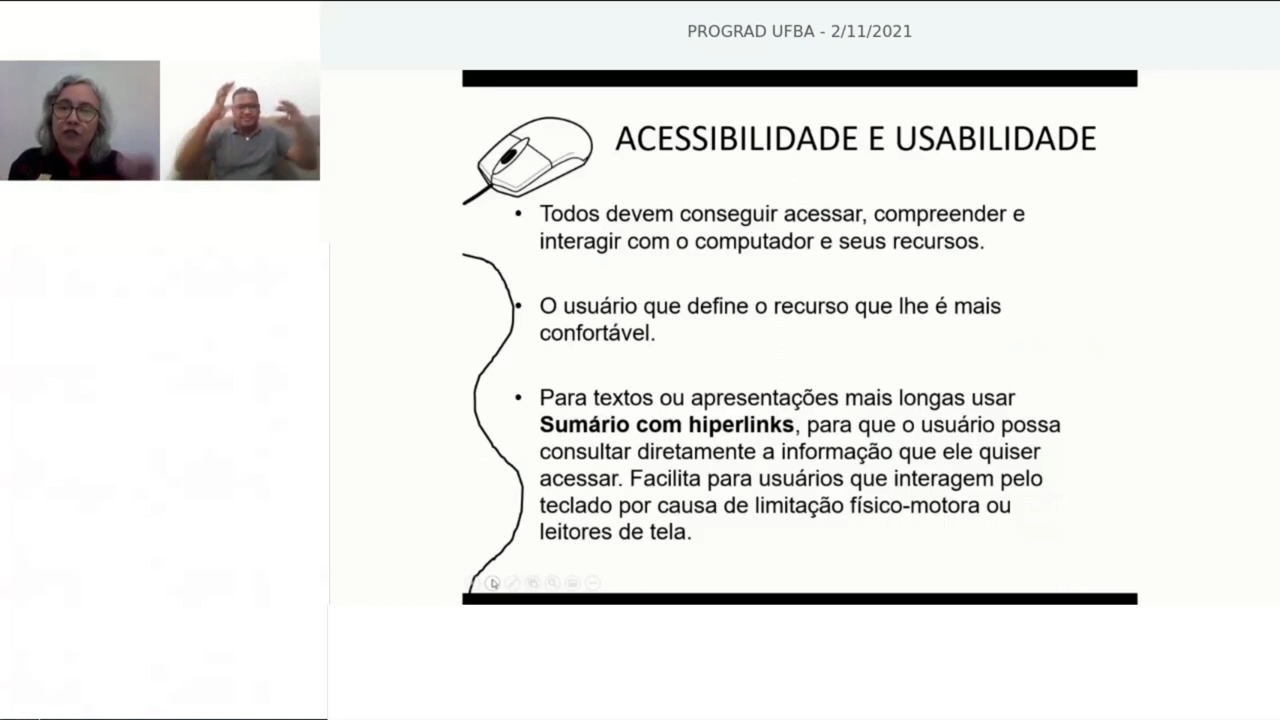 PROGRAD UFBA - 2/11/2021
ACESSIBILIDADE E USABILIDADE
• Todos devem conseguir acessar, compreender e
interagir com o computador e seus recursos.
• O usuário que define o recurso que lhe é mais
confortável.
• Para textos ou apresentações mais longas usar
Sumário com hiperlinks, para que o usuário possa
consultar diretamente a informação que ele quiser
acessar. Facilita para usuários que interagem pelo
teclado por causa de limitação físico-motora ou
leitores de tela.